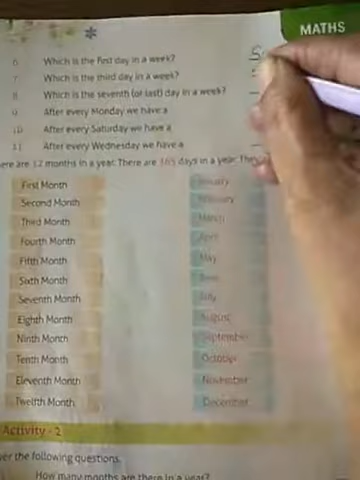 MATHS
6. Which is the first day in a week? S
7. Which is the third day in a week?
8. Which is the seventh (or last) day in a week?
9. After every Monday we have a
10. After every Saturday we have a
11. After every Wednesday we have a
ere are 12 months in a year. There are 365 days in a year. They
First Month January
Second Month February
Third Month March
Fourth Month April
Fifth Month May
Sixth Month June
Seventh Month July
Eighth Month August
Ninth Month September
Tenth Month October
Eleventh Month November
Twelfth Month December
Activity - 2
er the following questions.
How many months are there in a year?